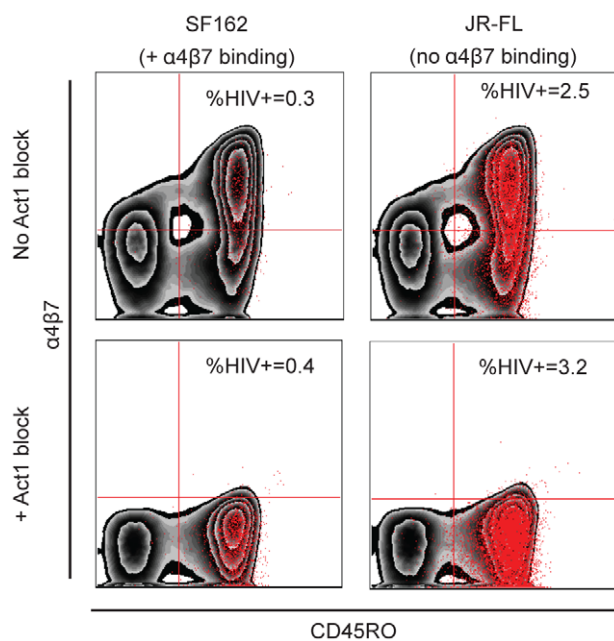 SF162
(+ α4β7 binding)
JR-FL
(no α4β7 binding)
No Act1 block
%HIV+=0.3
%HIV+=2.5
α4β7
+ Act1 block
%HIV+=0.4
%HIV+=3.2
CD45RO